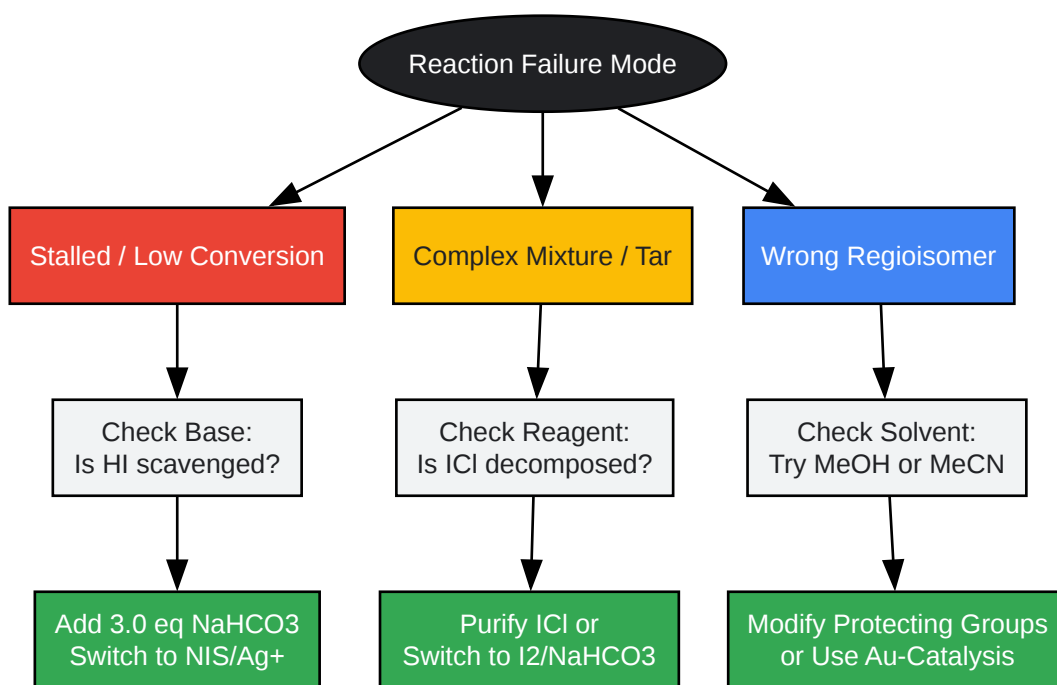 Reaction Failure Mode
Stalled / Low Conversion
Complex Mixture / Tar
Wrong Regioisomer
Check Base:
Is HI scavenged?
Check Reagent:
Is ICl decomposed?
Check Solvent:
Try MeOH or MeCN
Add 3.0 eq NaHCO3
Switch to NIS/Ag+
Purify ICl or
Switch to I2/NaHCO3
Modify Protecting Groups
or Use Au-Catalysis